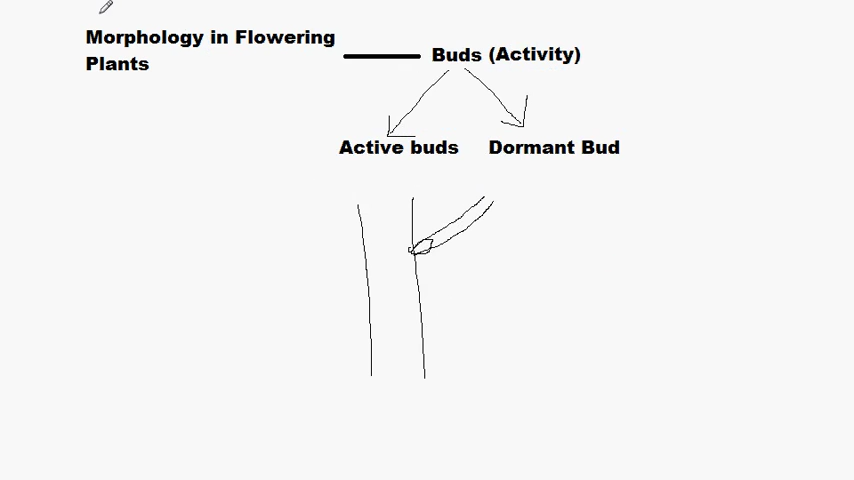 Morphology in Flowering
Plants
Buds (Activity)
Active buds
Dormant Bud